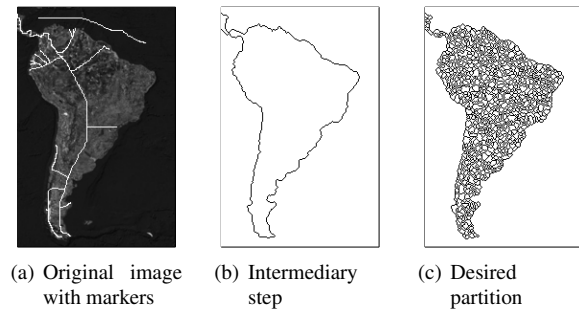 (a) Original image
with markers
(b) Intermediary
step
(c) Desired
partition